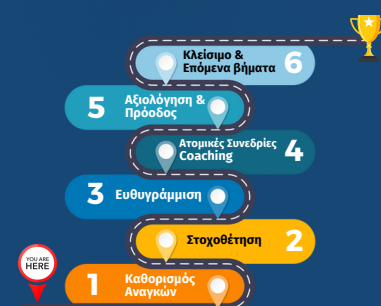 Κλείσιμο &
Επόμενα βήματα 6
5 Αξιολόγηση &
Πρόοδος
Ατομικές Συνεδρίες
Coaching 4
3 Ευθυγράμμιση
Στοχοθέτηση 2
YOU ARE
HERE
1 Καθορισμός
Αναγκών